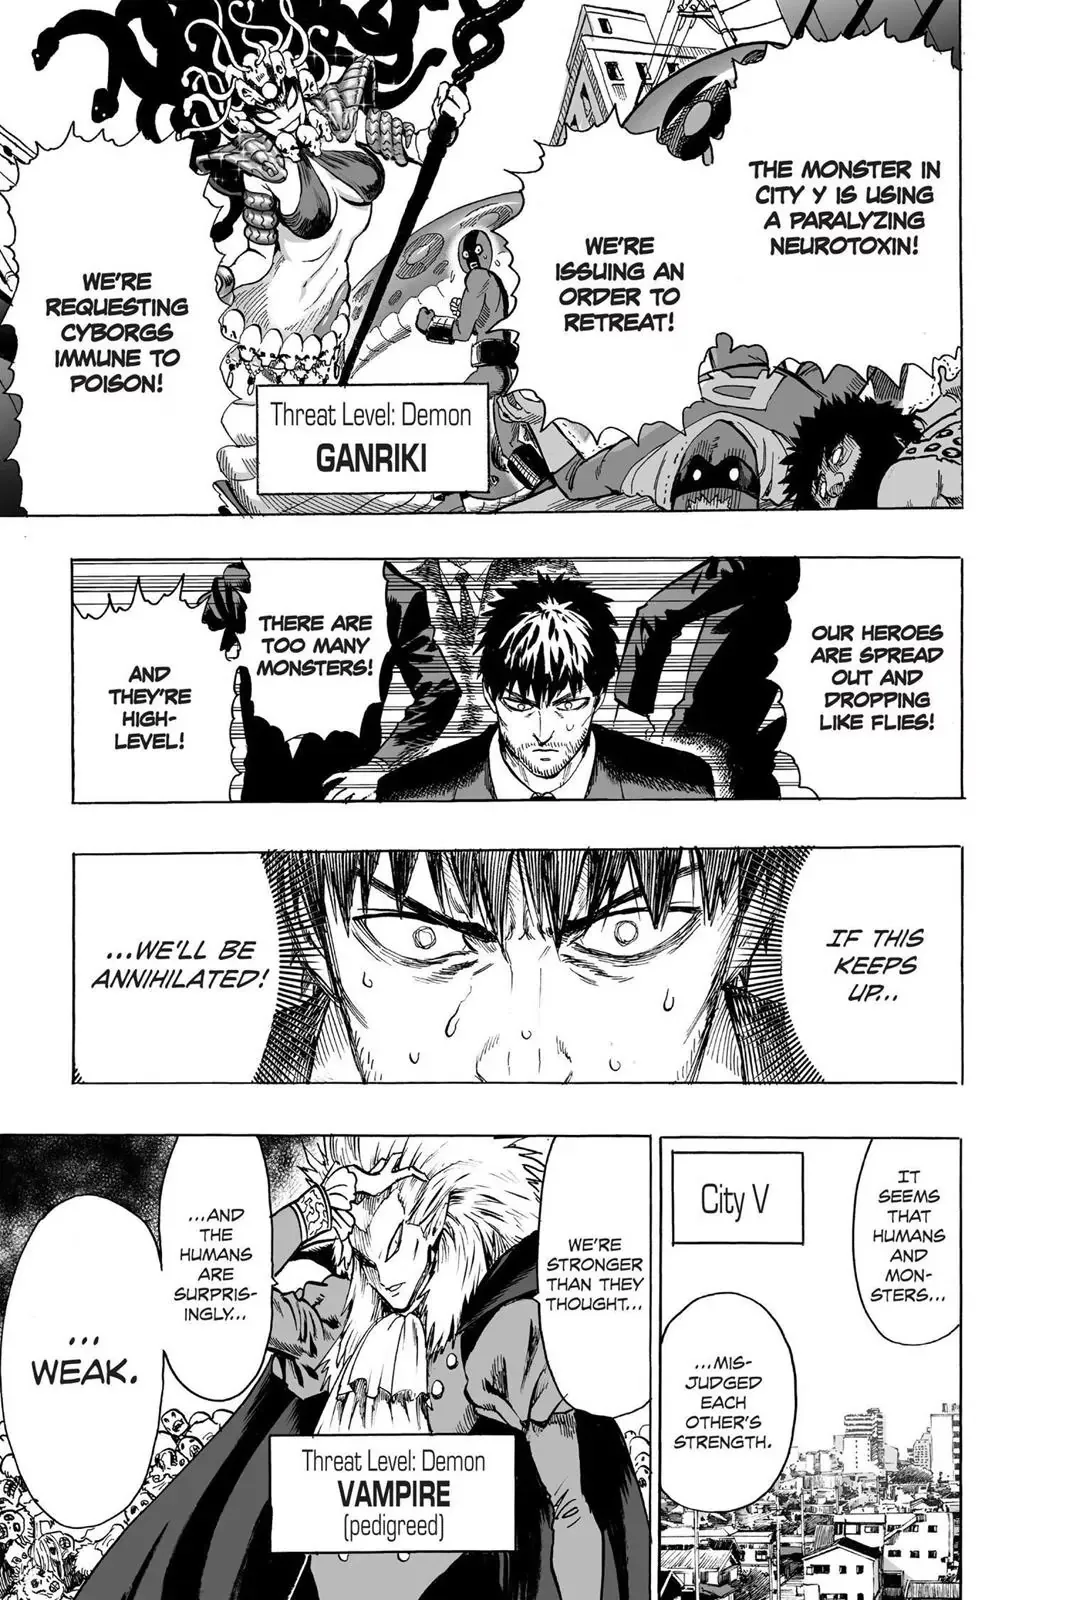 THE MONSTER IN
CITY Y IS USING
A PARALYZING
NEUROTOXIN!
WE'RE
ISSUING AN
ORDER TO
RETREAT!
WE'RE
REQUESTING
CYBORGS
IMMUNE TO
POISON!
Threat Level: Demon
GANRIKI
OUR HEROES
ARE SPREAD
OUT AND
DROPPING
LIKE FLIES!
THERE ARE
TOO MANY
MONSTERS!
AND
THEY'RE
HIGH-
LEVEL!
IF THIS
KEEPS
UP...
...WE'LL BE
ANNIHILATED!
City V
IT
SEEMS
THAT
HUMANS
AND
MON-
STERS...
...MIS-
JUDGED
EACH
OTHER'S
STRENGTH.
WE'RE
STRONGER
THAN THEY
THOUGHT...
...AND
THE
HUMANS
ARE
SURPRIS-
INGLY...
...
WEAK.
Threat Level: Demon
VAMPIRE
(pedigreed)